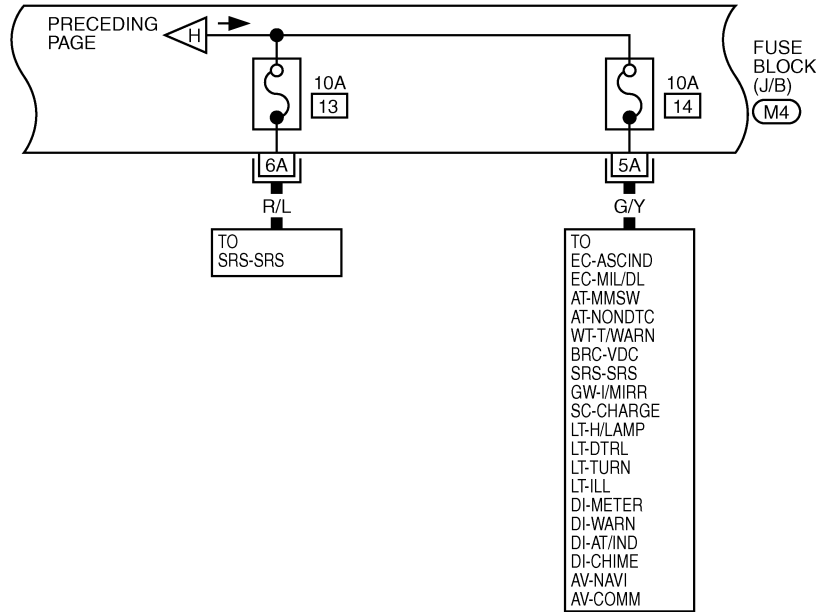 PRECEDING
PAGE
H
10A
13
10A
14
FUSE
BLOCK
(J/B)
M4
6A
5A
R/L
G/Y
TO
SRS-SRS
TO
EC-ASCIND
EC-MIL/DL
AT-MMSW
AT-NONDTC
WT-T/WARN
BRC-VDC
SRS-SRS
GW-I/MIRR
SC-CHARGE
LT-H/LAMP
LT-DTRL
LT-TURN
LT-ILL
DI-METER
DI-WARN
DI-AT/IND
DI-CHIME
AV-NAVI
AV-COMM